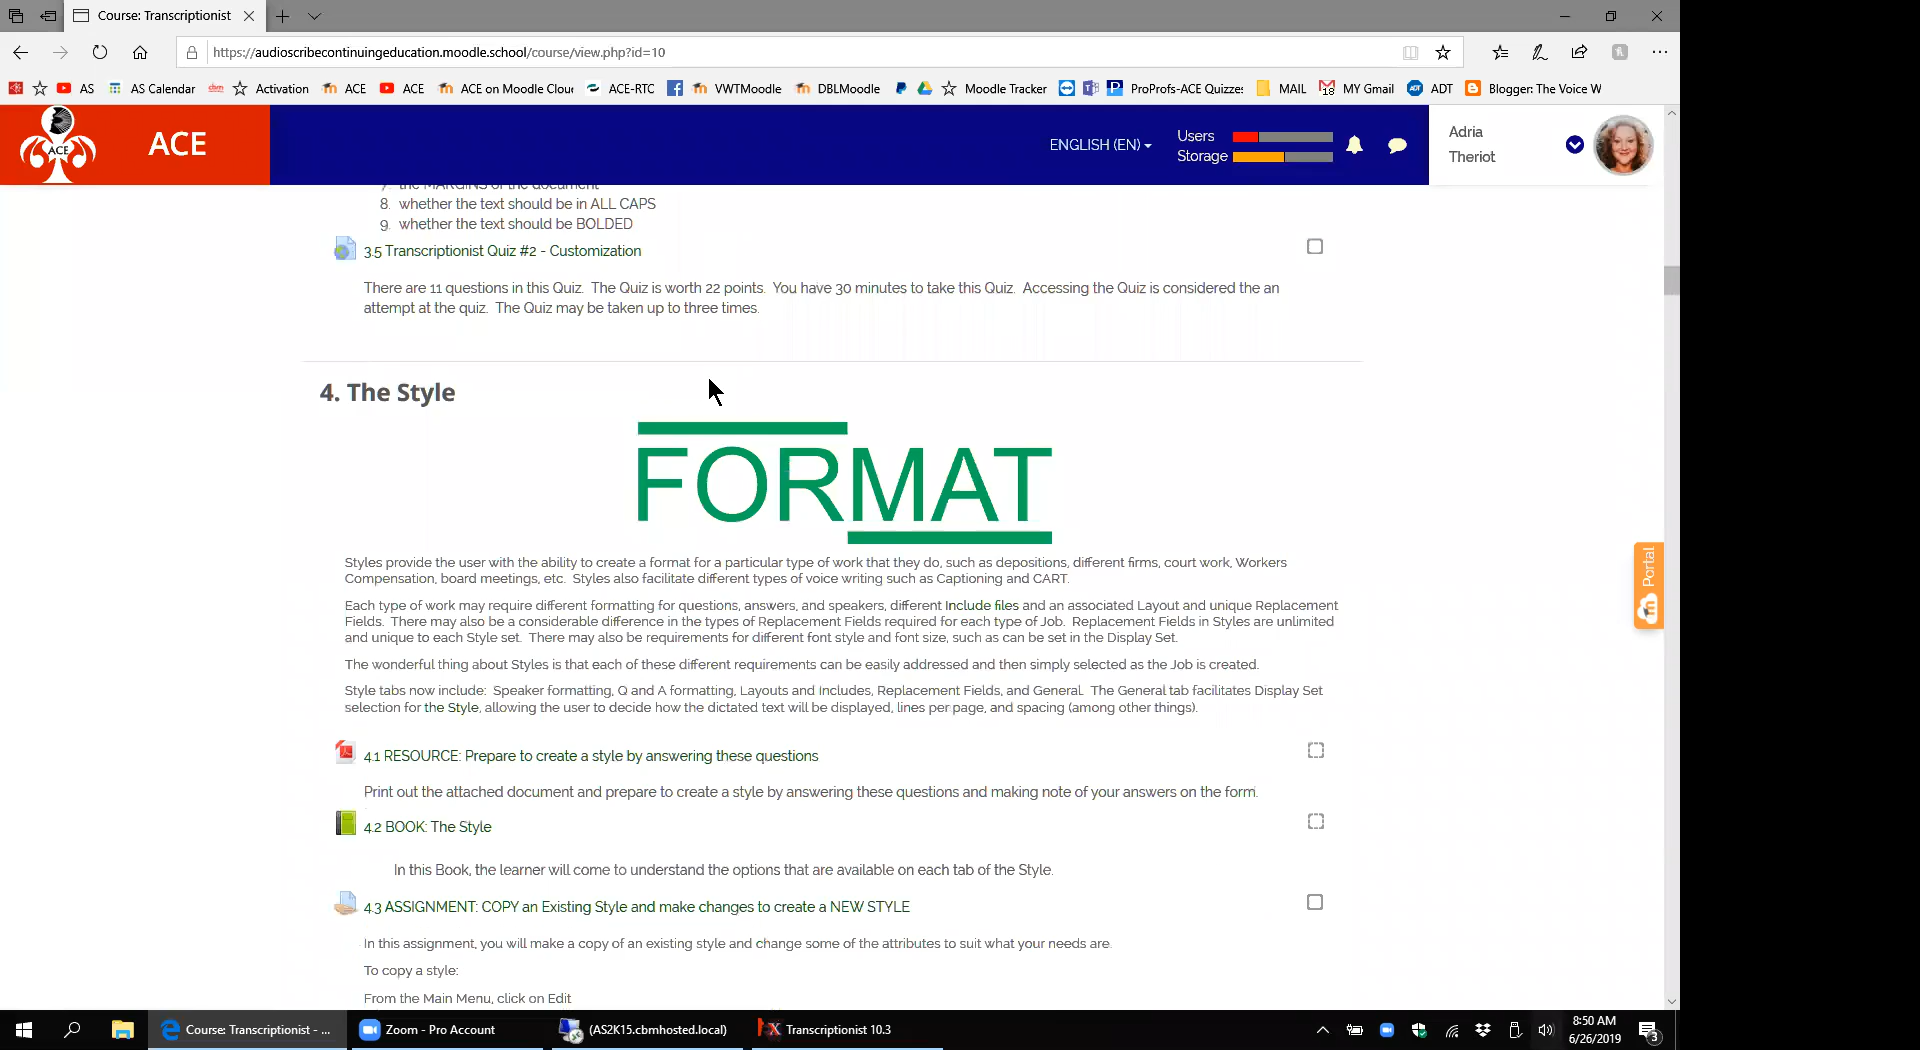 Course: Transcriptionist
https://audioscribecontinuingeducation.moodle.school/course/view.php?id=10
AS AS Calendar cbm Activation ACE ACE ACE on Moodle Clou ACE-RTC VWTMoodle DBLMoodle Moodle Tracker ProProfs-ACE Quizzes MAIL 18 MY Gmail ADT ADT Blogger: The Voice W
ACE
ACE
ENGLISH (EN)
Users
Storage
Adria
Theriot
7. the MARGINS of the document
8. whether the text should be in ALL CAPS
9. whether the text should be BOLDED
3.5 Transcriptionist Quiz #2 - Customization
There are 11 questions in this Quiz. The Quiz is worth 22 points. You have 30 minutes to take this Quiz. Accessing the Quiz is considered the an
attempt at the quiz. The Quiz may be taken up to three times.
4. The Style
FORMAT
Styles provide the user with the ability to create a format for a particular type of work that they do, such as depositions, different firms, court work, Workers
Compensation, board meetings, etc. Styles also facilitate different types of voice writing such as Captioning and CART.
Each type of work may require different formatting for questions, answers, and speakers, different Include files and an associated Layout and unique Replacement
Fields. There may also be a considerable difference in the types of Replacement Fields required for each type of Job. Replacement Fields in Styles are unlimited
and unique to each Style set. There may also be requirements for different font style and font size, such as can be set in the Display Set.
The wonderful thing about Styles is that each of these different requirements can be easily addressed and then simply selected as the Job is created.
Style tabs now include: Speaker formatting, Q and A formatting, Layouts and Includes, Replacement Fields, and General. The General tab facilitates Display Set
selection for the Style, allowing the user to decide how the dictated text will be displayed, lines per page, and spacing (among other things).
4.1 RESOURCE: Prepare to create a style by answering these questions
Print out the attached document and prepare to create a style by answering these questions and making note of your answers on the form.
4.2 BOOK: The Style
In this Book, the learner will come to understand the options that are available on each tab of the Style.
4.3 ASSIGNMENT: COPY an Existing Style and make changes to create a NEW STYLE
In this assignment, you will make a copy of an existing style and change some of the attributes to suit what your needs are.
To copy a style:
From the Main Menu, click on Edit
Portal
Course: Transcriptionist - ...
Zoom - Pro Account
(AS2K15.cbmhosted.local)
Transcriptionist 10.3
8:50 AM
6/26/2019
3